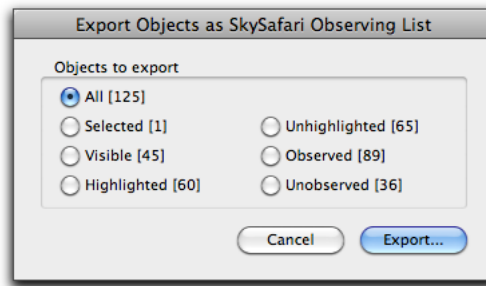 Export Objects as SkySafari Observing List
Objects to export
All [125]
Selected [1]
Unhighlighted [65]
Visible [45]
Observed [89]
Highlighted [60]
Unobserved [36]
Cancel
Export...